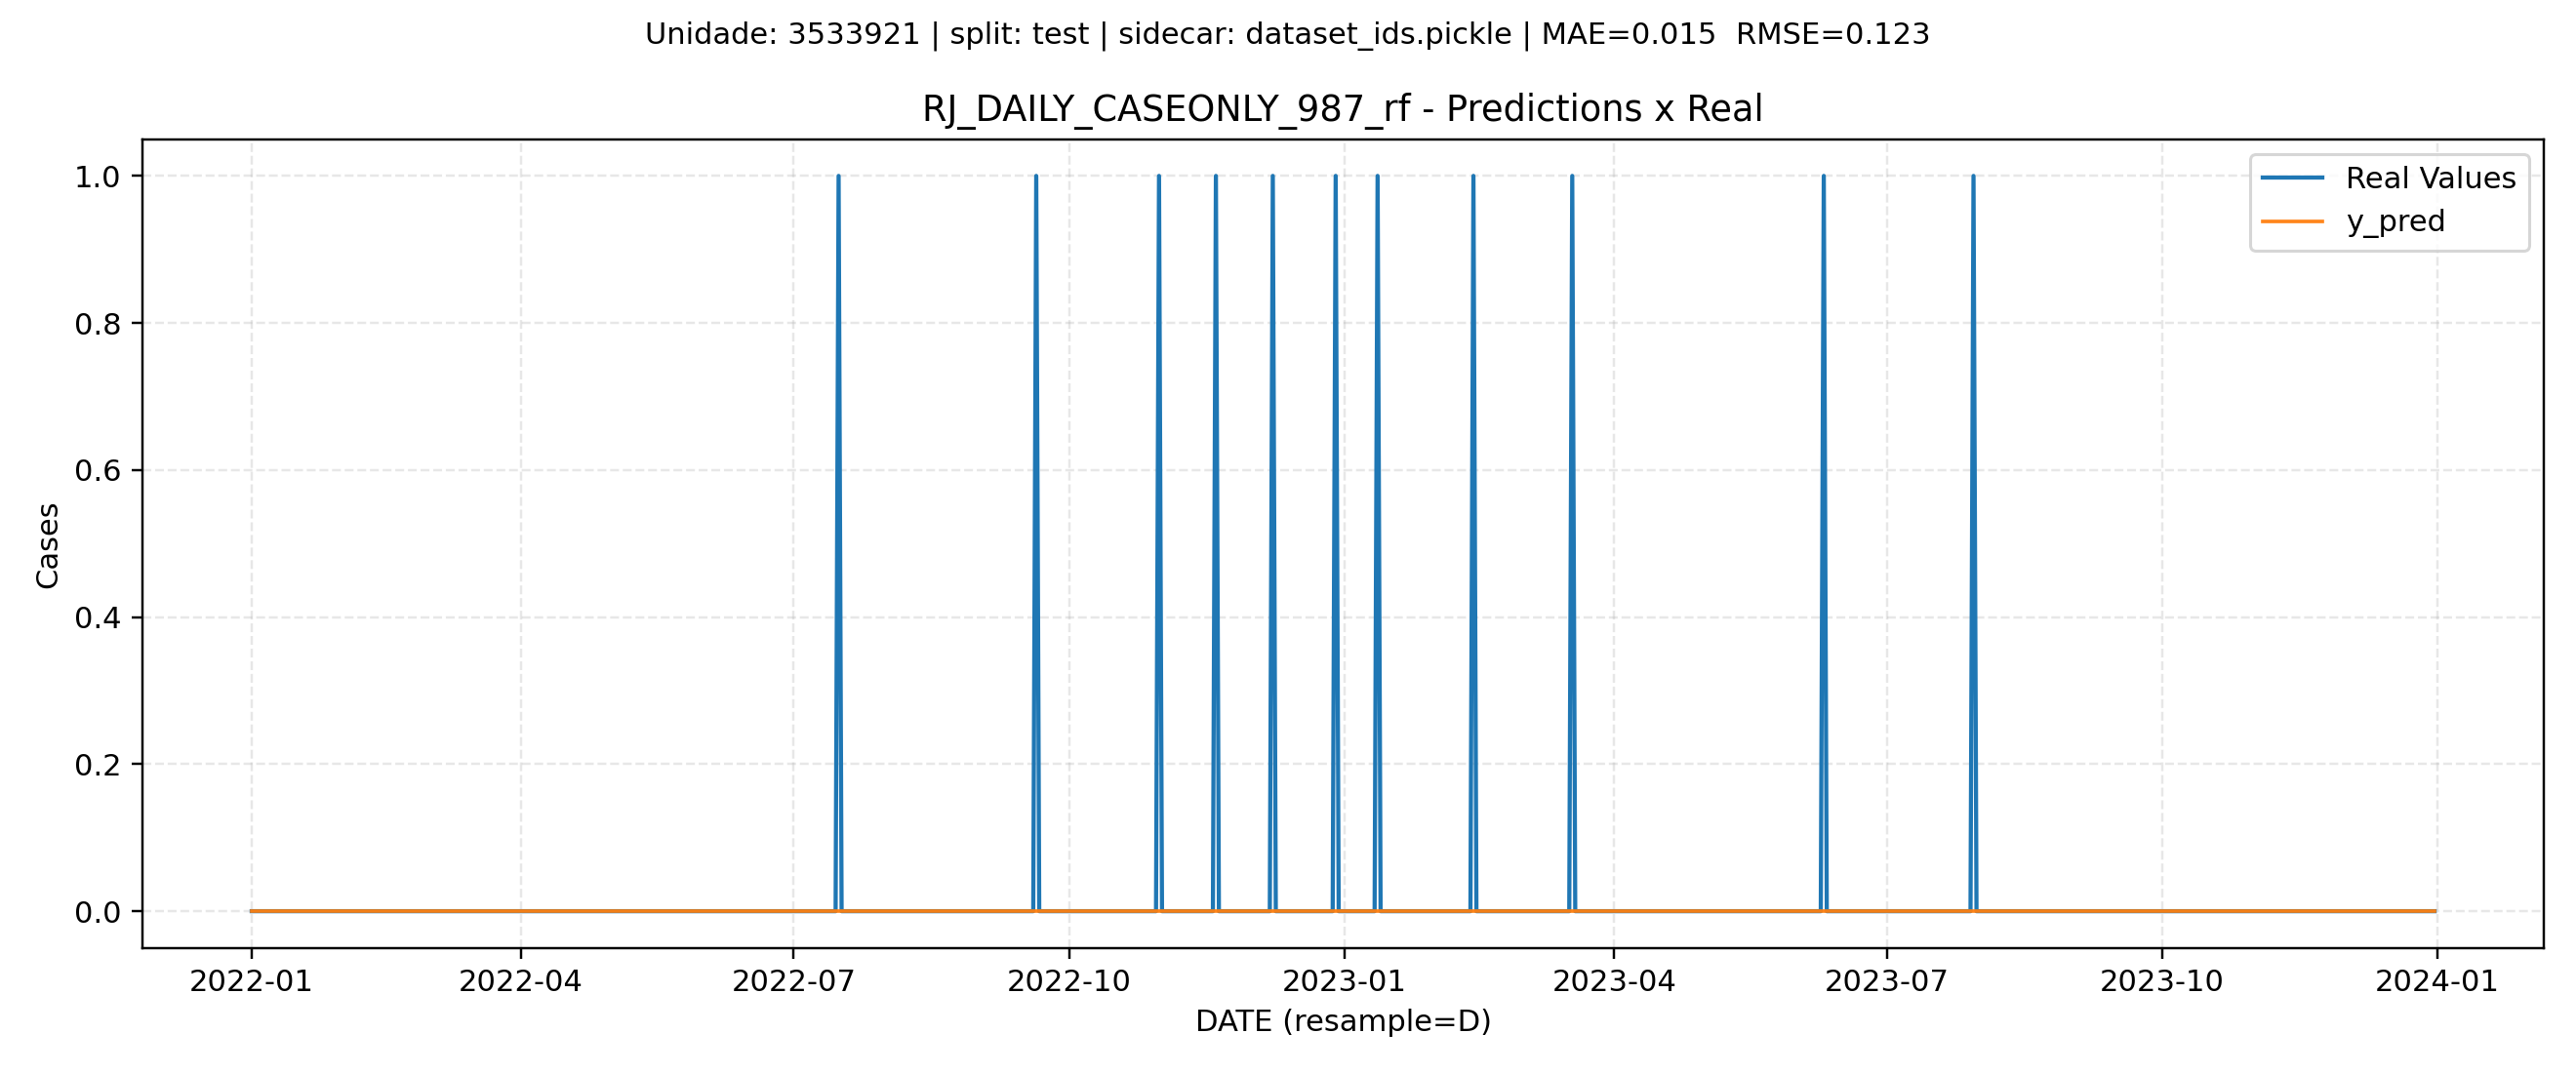 Unidade: 3533921 | split: test | sidecar: dataset_ids.pickle | MAE=0.015  RMSE=0.123
RJ_DAILY_CASEONLY_987_rf - Predictions x Real
Real Values
y_pred
1.0
0.8
0.6
0.4
0.2
0.0
Cases
2022-01
2022-04
2022-07
2022-10
2023-01
2023-04
2023-07
2023-10
2024-01
DATE (resample=D)